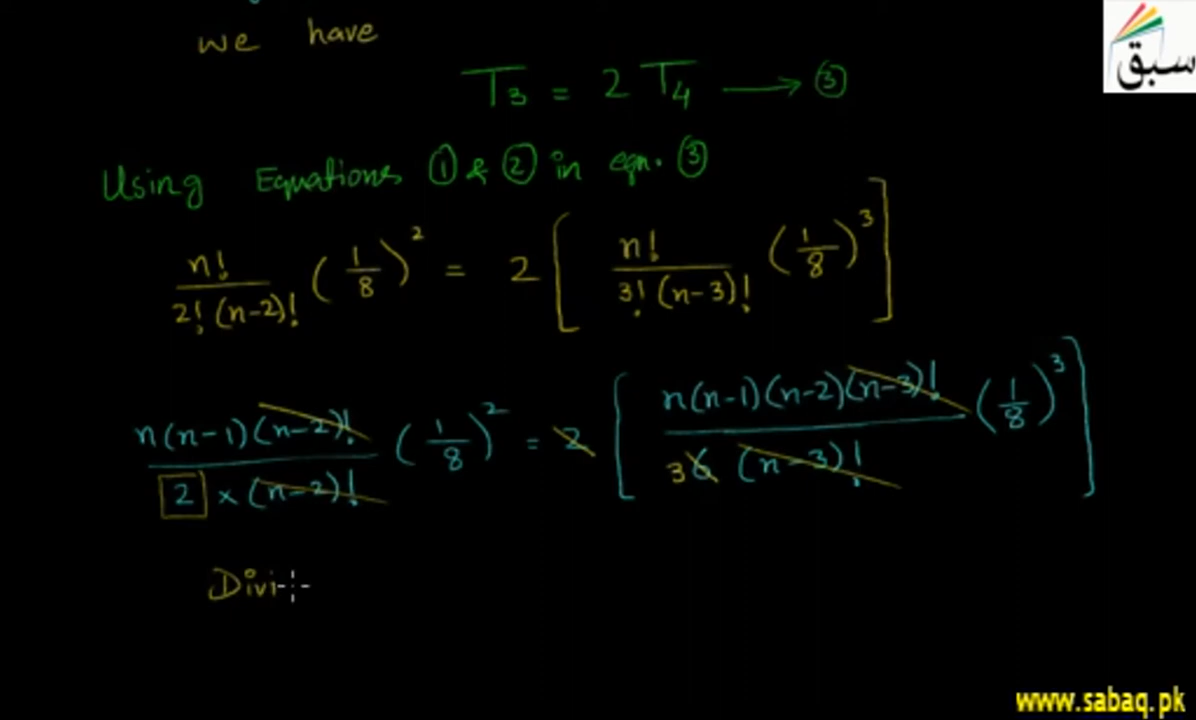 we have
سبق
T₃ = 2 T₄ → ③
Using Equations ① & ② in eqn. ③
n!/2!(n-2)! (1/8)² = 2 [ n!/3!(n-3)! (1/8)³ ]
n(n-1)(n-2)!/2 × (n-2)! (1/8)² = 2 [ n(n-1)(n-2)(n-3)!/3 6 (n-3)! (1/8)³ ]
Divi
www.sabaq.pk